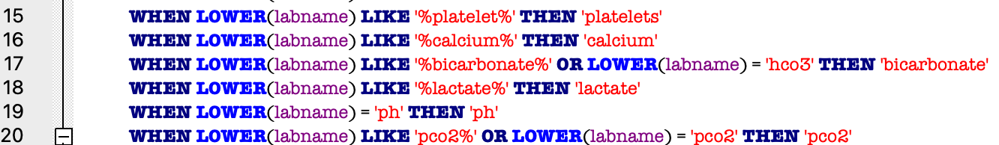 15 WHEN LOWER(labname) LIKE '%platelet%' THEN 'platelets'
16 WHEN LOWER(labname) LIKE '%calcium%' THEN 'calcium'
17 WHEN LOWER(labname) LIKE '%bicarbonate%' OR LOWER(labname) = 'hco3' THEN 'bicarbonate'
18 WHEN LOWER(labname) LIKE '%lactate%' THEN 'lactate'
19 WHEN LOWER(labname) = 'ph' THEN 'ph'
20 WHEN LOWER(labname) LIKE 'pco2%' OR LOWER(labname) = 'pco2' THEN 'pco2'